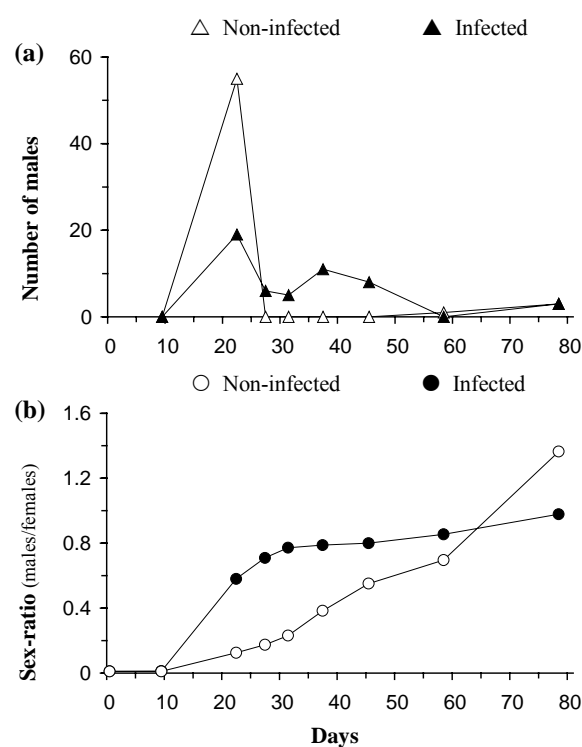 Non-infected Infected
(a)
60
40
20
0
Number of males
0 10 20 30 40 50 60 70 80
Non-infected Infected
(b)
1.6
1.2
0.8
0.4
0
Sex-ratio (males/females)
0 10 20 30 40 50 60 70 80
Days